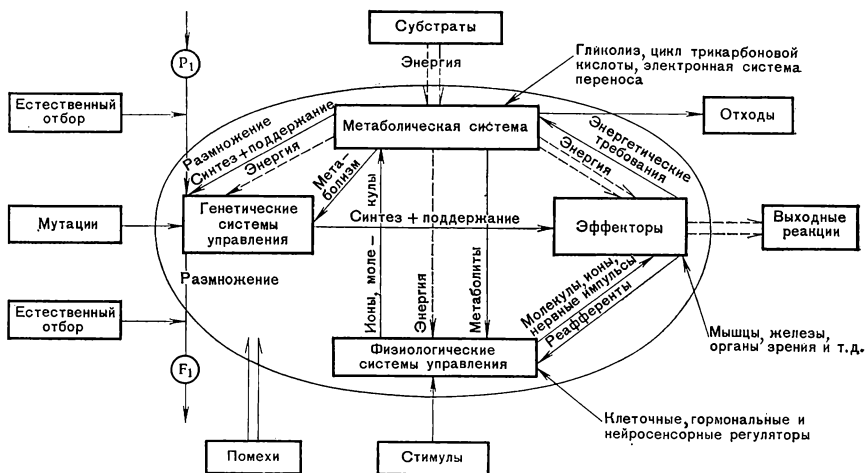 Субстраты
Энергия
Гликолиз, цикл трикарбоновой
кислоты, электронная система
переноса
P₁
Естественный
отбор
Размножение
Синтез+поддержание
Энергия
Мета-
болизм
Метаболическая система
Отходы
Энергетические
требования
Энергия
Мутации
Генетические
системы
управления
Синтез + поддержание
Эффекторы
Выходные
реакции
Размножение
Ионы, моле-
кулы
Энергия
Метаболиты
Молекулы, ионы,
нервные импульсы
Реафференты
Естественный
отбор
Физиологические
системы управления
Мышцы, железы,
органы зрения и т.д.
F₁
Клеточные, гормональные и
нейросенсорные регуляторы
Помехи
Стимулы